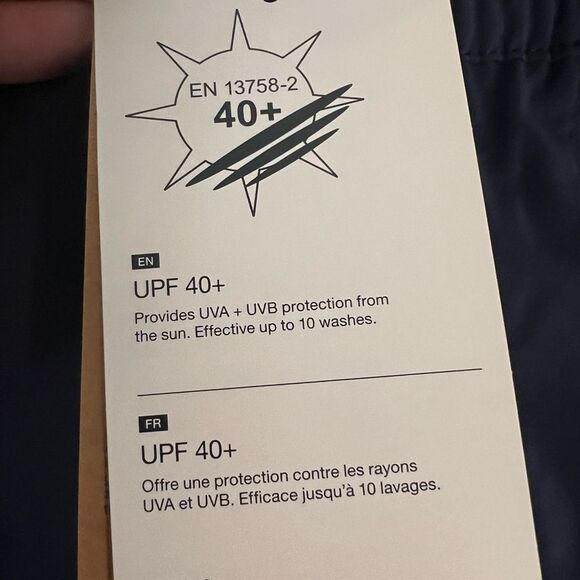 EN 13758-2
40+
EN
UPF 40+
Provides UVA + UVB protection from
the sun. Effective up to 10 washes.
FR
UPF 40+
Offre une protection contre les rayons
UVA et UVB. Efficace jusqu'à 10 lavages.